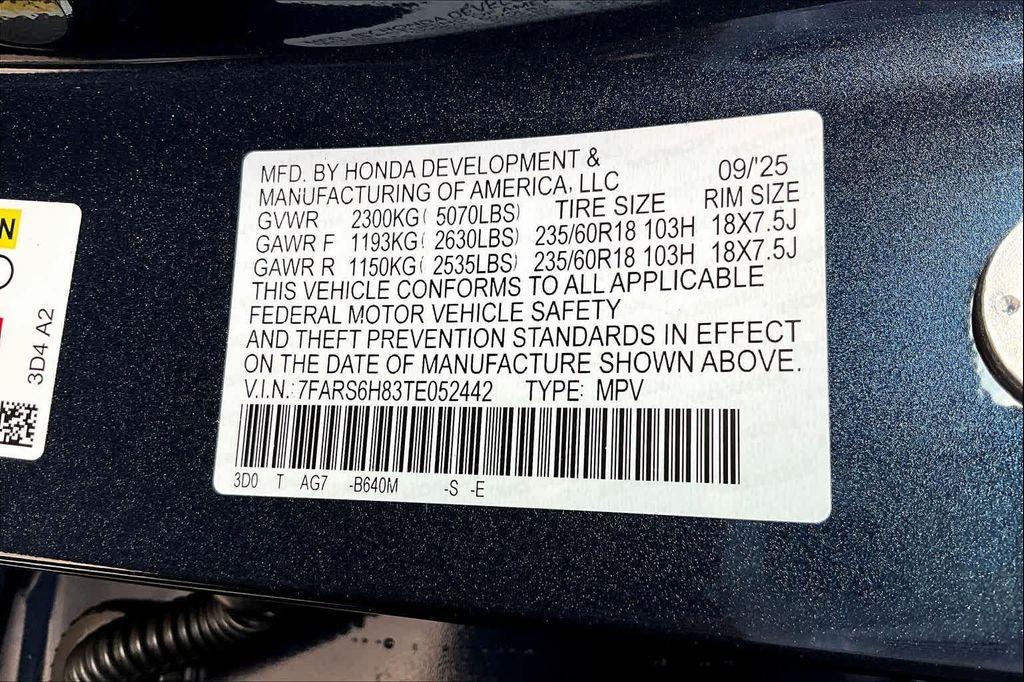 MFD. BY HONDA DEVELOPMENT &
MANUFACTURING OF AMERICA, LLC 09/'25
GVWR 2300KG( 5070LBS) TIRE SIZE RIM SIZE
GAWR F 1193KG( 2630LBS) 235/60R18 103H 18X7.5J
GAWR R 1150KG( 2535LBS) 235/60R18 103H 18X7.5J
THIS VEHICLE CONFORMS TO ALL APPLICABLE
FEDERAL MOTOR VEHICLE SAFETY
AND THEFT PREVENTION STANDARDS IN EFFECT
ON THE DATE OF MANUFACTURE SHOWN ABOVE.
V.I.N.: 7FARS6H83TE052442 TYPE: MPV
3D0 T AG7 -B640M -S -E
N
3D4 A2